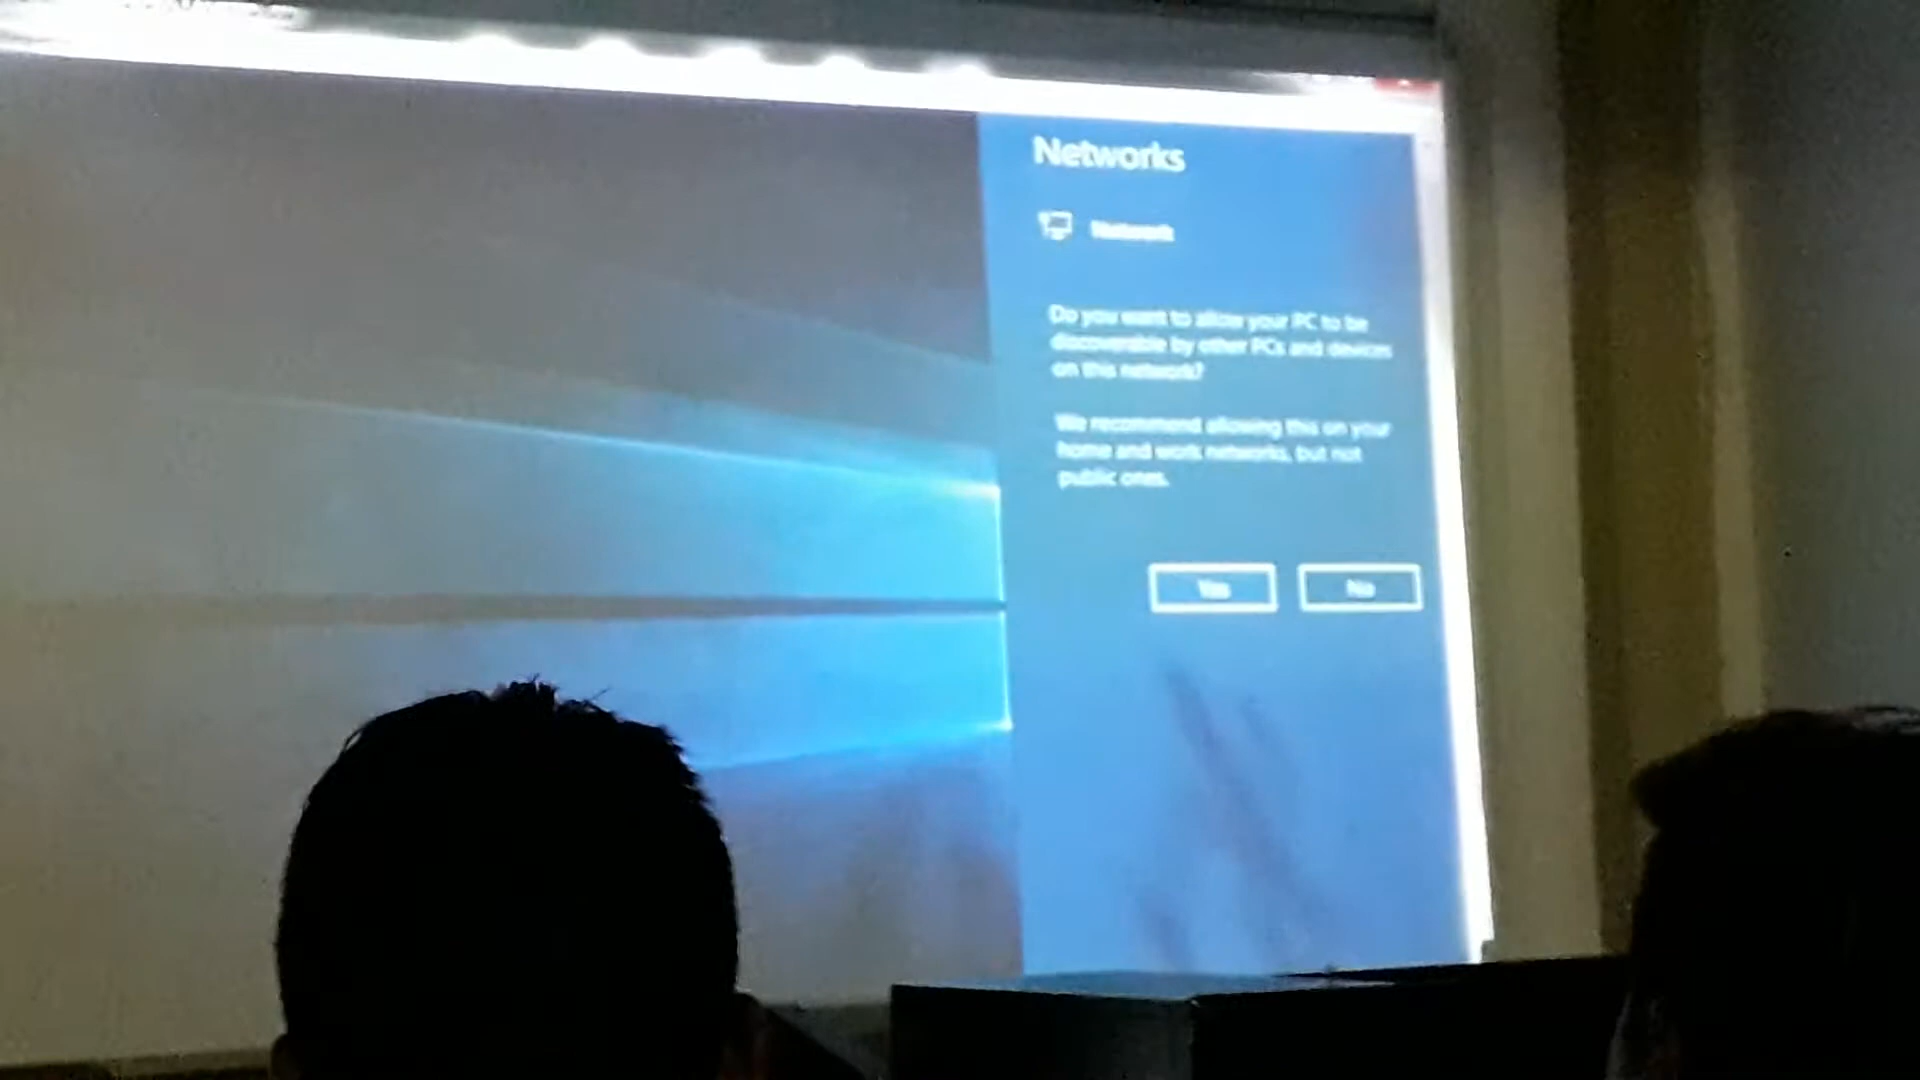 Networks
Network
Do you want to allow your PC to be
discoverable by other PCs and devices
on this network?
We recommend allowing this on your
home and work networks, but not
public ones.
Yes
No